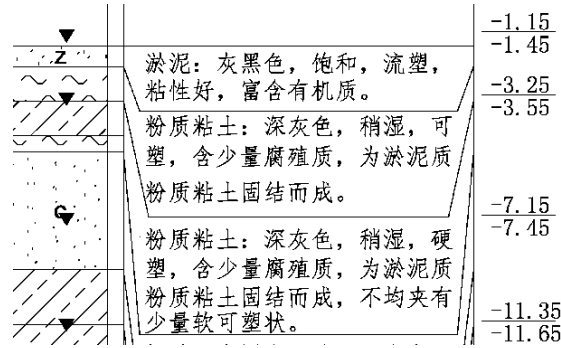 -1.15
-1.45
Z
淤泥：灰黑色，饱和，流塑，
粘性好，富含有机质。
-3.25
-3.55
粉质粘土：深灰色，稍湿，可
塑，含少量腐殖质，为淤泥质
粉质粘土固结而成。
-7.15
-7.45
粉质粘土：深灰色，稍湿，硬
塑，含少量腐殖质，为淤泥质
粉质粘土固结而成，不均夹有
少量软可塑状。
-11.35
-11.65